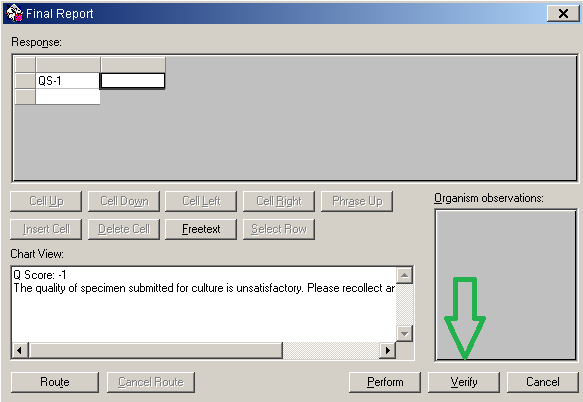 Final Report
Response:
QS-1
Cell Up Cell Down Cell Left Cell Right Phrase Up
Insert Cell Delete Cell Freetext Select Row
Organism observations:
Chart View:
Q Score: -1
The quality of specimen submitted for culture is unsatisfactory. Please recollect ar
Route Cancel Route Perform Verify Cancel